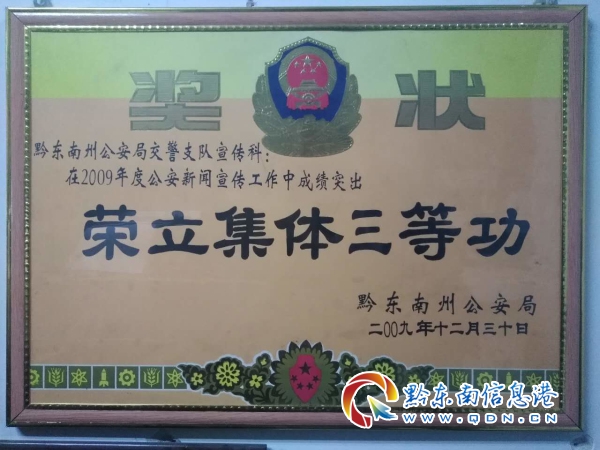 奖 状
黔东南州公安局交警支队宣传科:
在2009年度公安新闻宣传工作中成绩突出
荣立集体三等功
黔东南州公安局
二00九年十二月三十日
黔东南信息港
WWW.QDN.CN